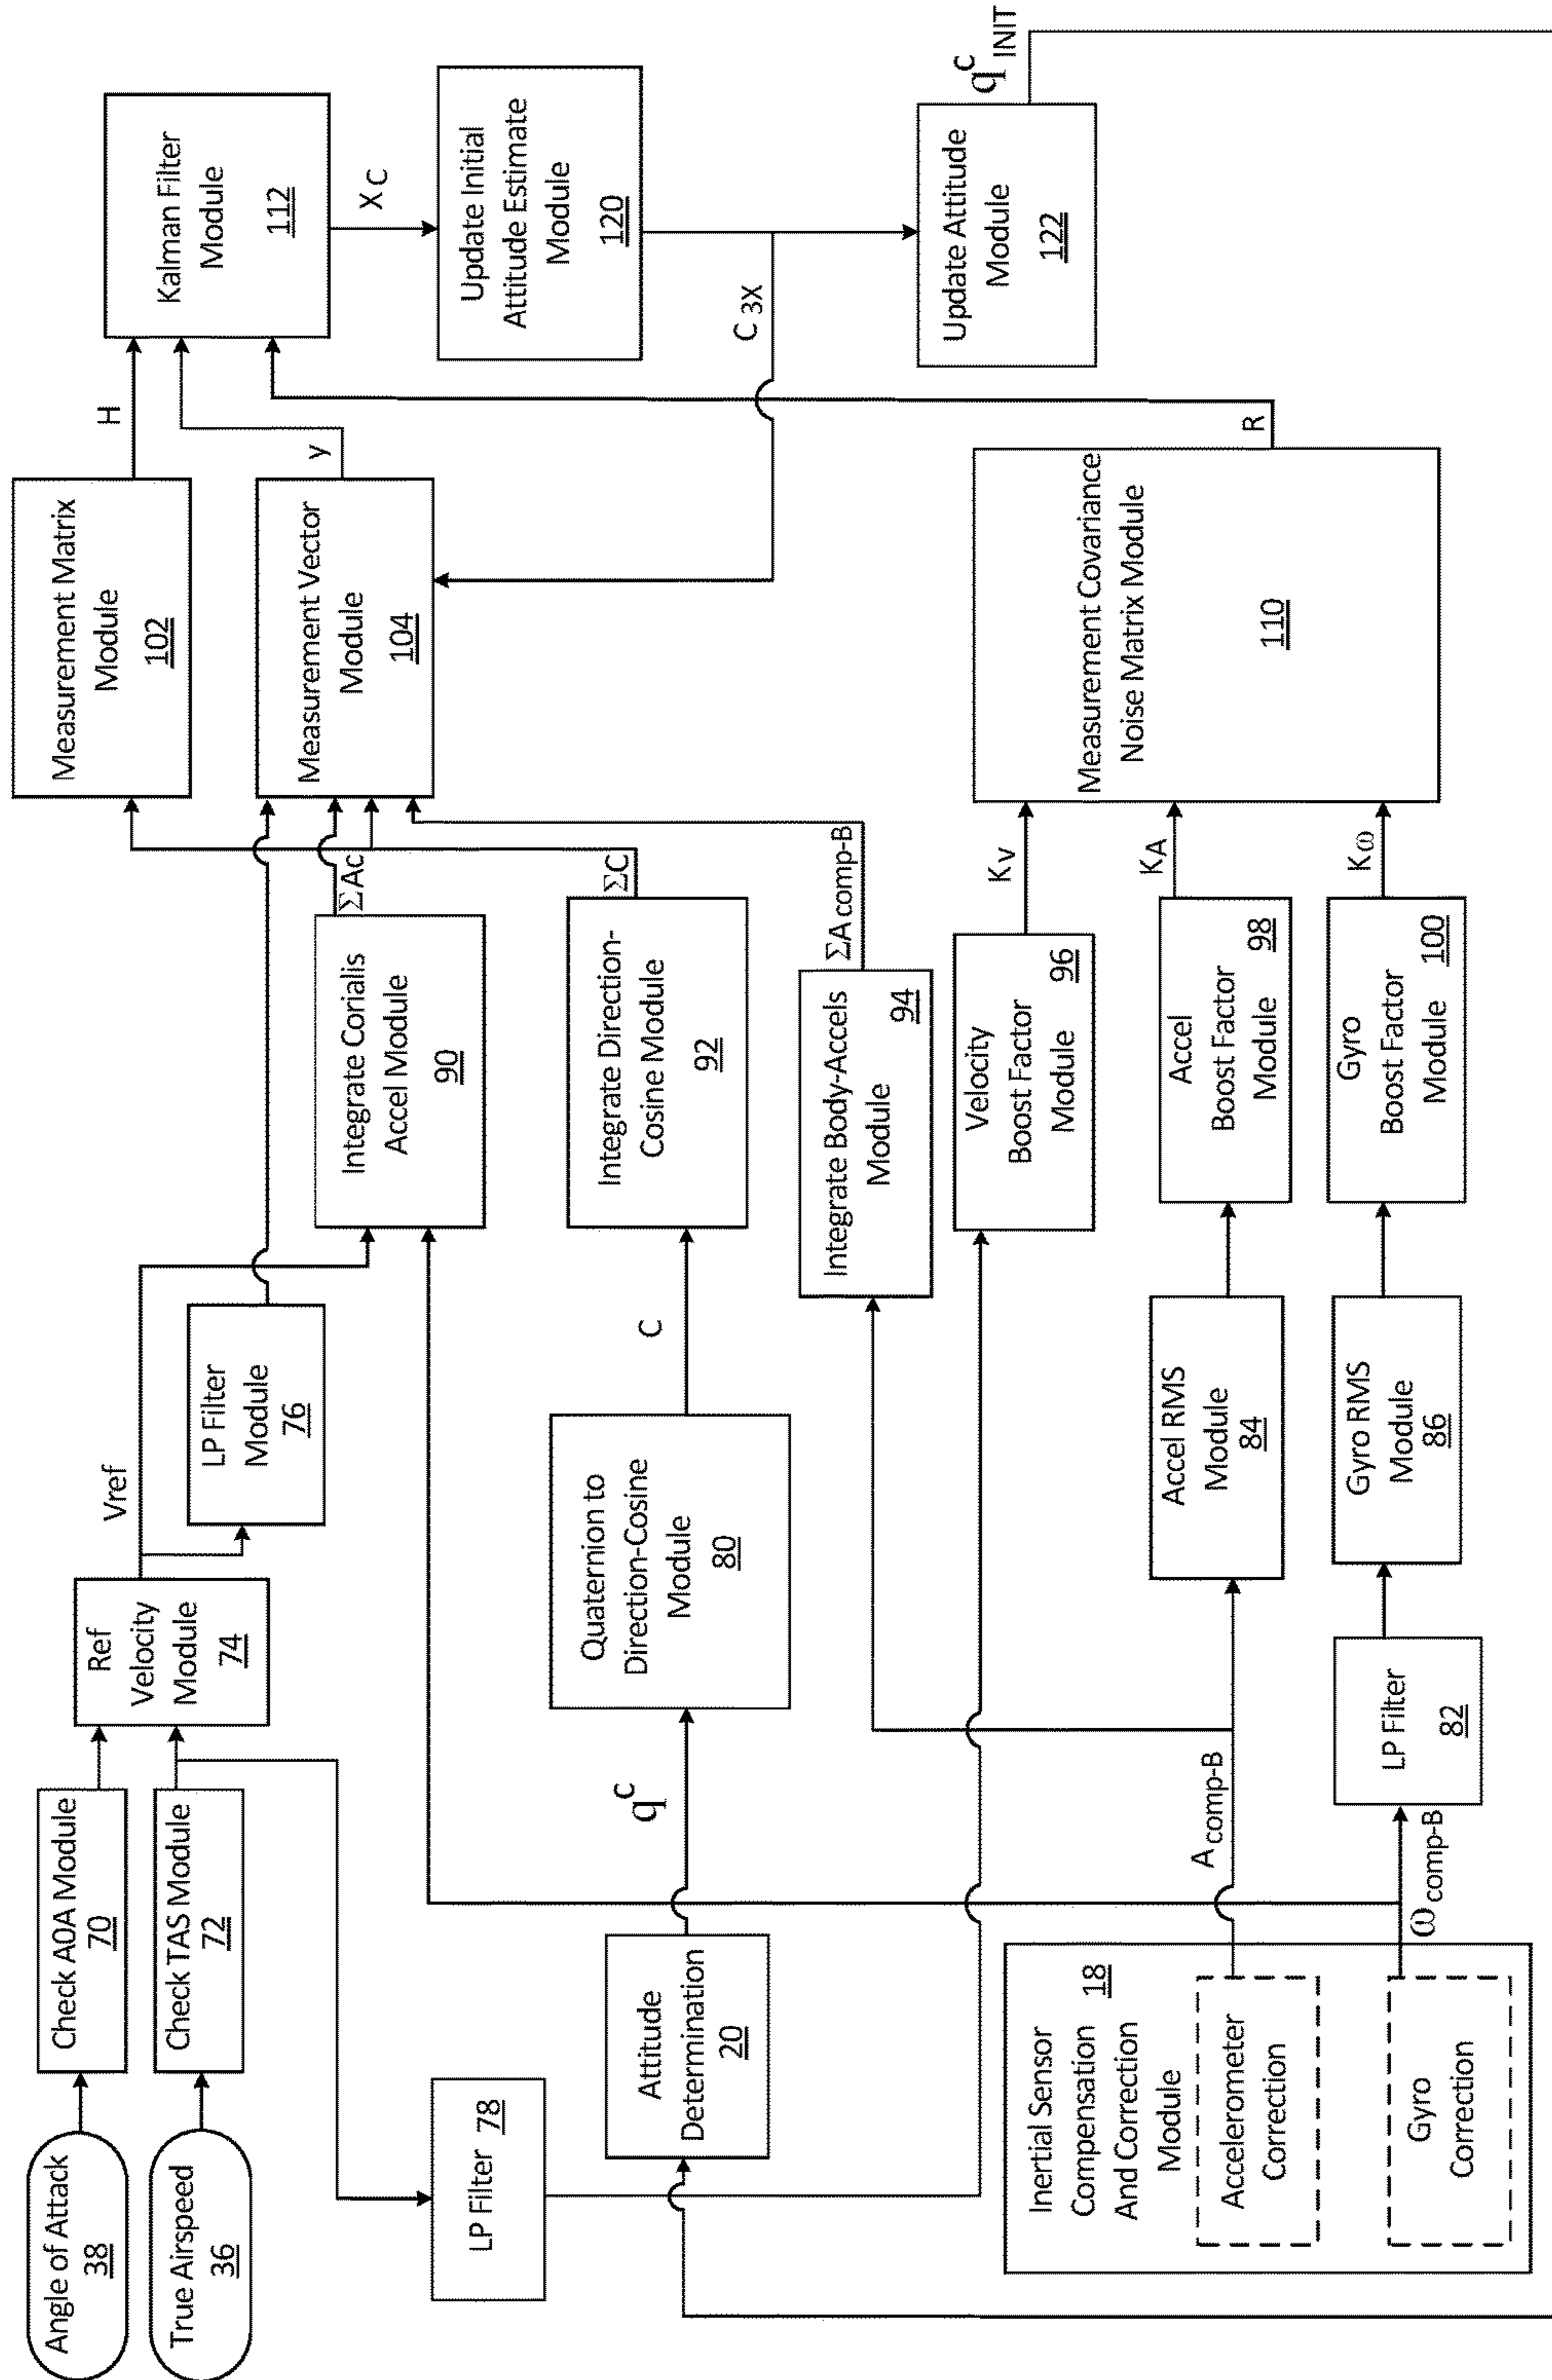 Angle of Attack
38
True Airspeed
36
Check A0A Module
70
Check TAS Module
72
Ref
Velocity
Module
74
Vref
LP Filter
Module
76
LP Filter 78
Attitude
Determination
20
q^C
Quaternion to
Direction-Cosine
Module
80
C
Integrate Corialis
Accel Module
90
ΣAc
Integrate Direction-
Cosine Module
92
ΣC
Integrate Body-Accels
Module 94
ΣA comp-B
Velocity
Boost Factor
Module 96
Kv
Accel
Boost Factor
Module 98
KA
Gyro
Boost Factor
Module 100
Kω
Inertial Sensor
Compensation 18
And Correction
Module
Accelerometer
Correction
Gyro
Correction
A comp-B
ω comp-B
LP Filter
82
Accel RMS
Module
84
Gyro RMS
Module
86
Measurement Matrix
Module
102
H
Measurement Vector
Module
104
y
Measurement Covariance
Noise Matrix Module
110
R
Kalman Filter
Module
112
XC
Update Initial
Attitude Estimate
Module
120
C 3X
Update Attitude
Module
122
q^C INIT